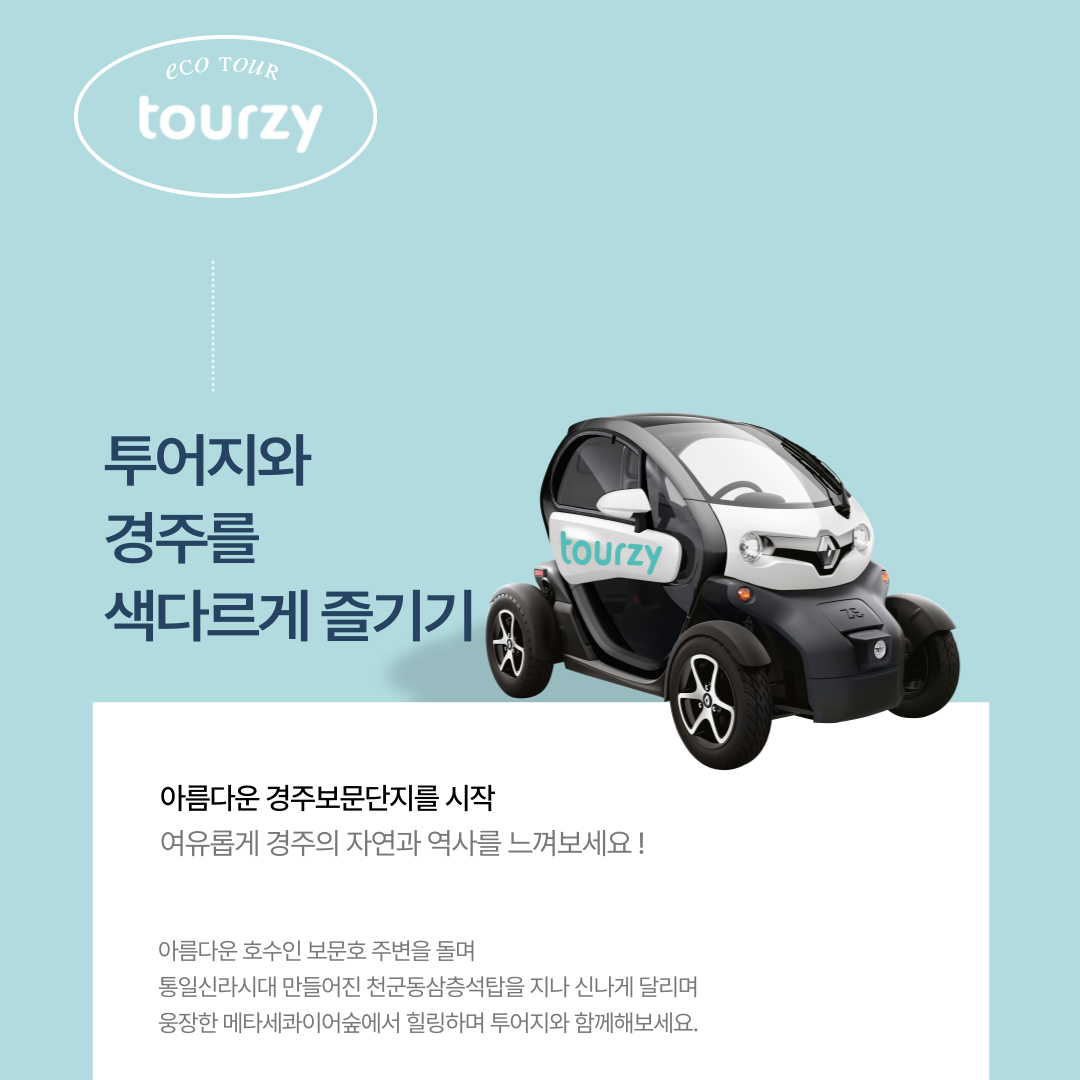 eco TOUR
tourzy
투어지와
경주를
색다르게 즐기기
tourzy
Z.E
아름다운 경주보문단지를 시작
여유롭게 경주의 자연과 역사를 느껴보세요 !
아름다운 호수인 보문호 주변을 돌며
통일신라시대 만들어진 천군동삼층석탑을 지나 신나게 달리며
웅장한 메타세콰이어숲에서 힐링하며 투어지와 함께해보세요.